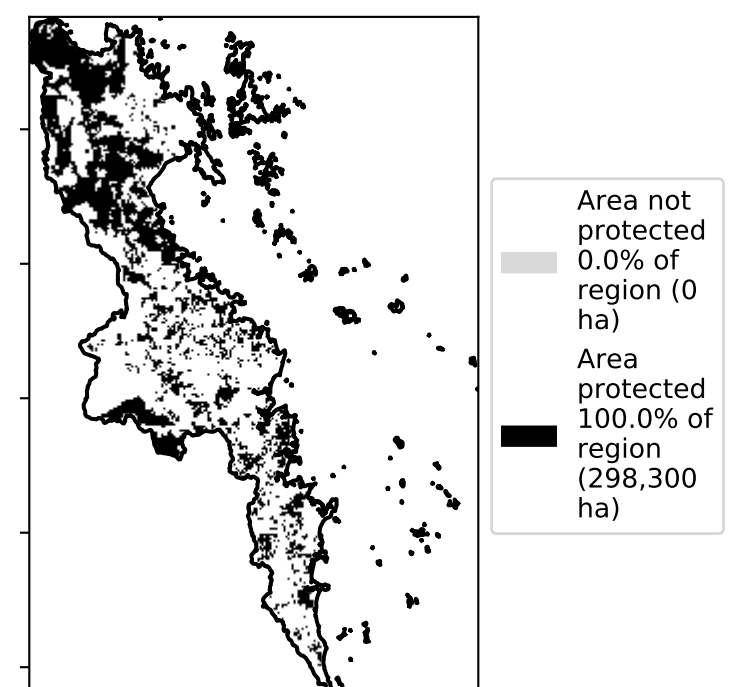 Area not
protected
0.0% of
region (0
ha)
Area
protected
100.0% of
region
(298,300
ha)